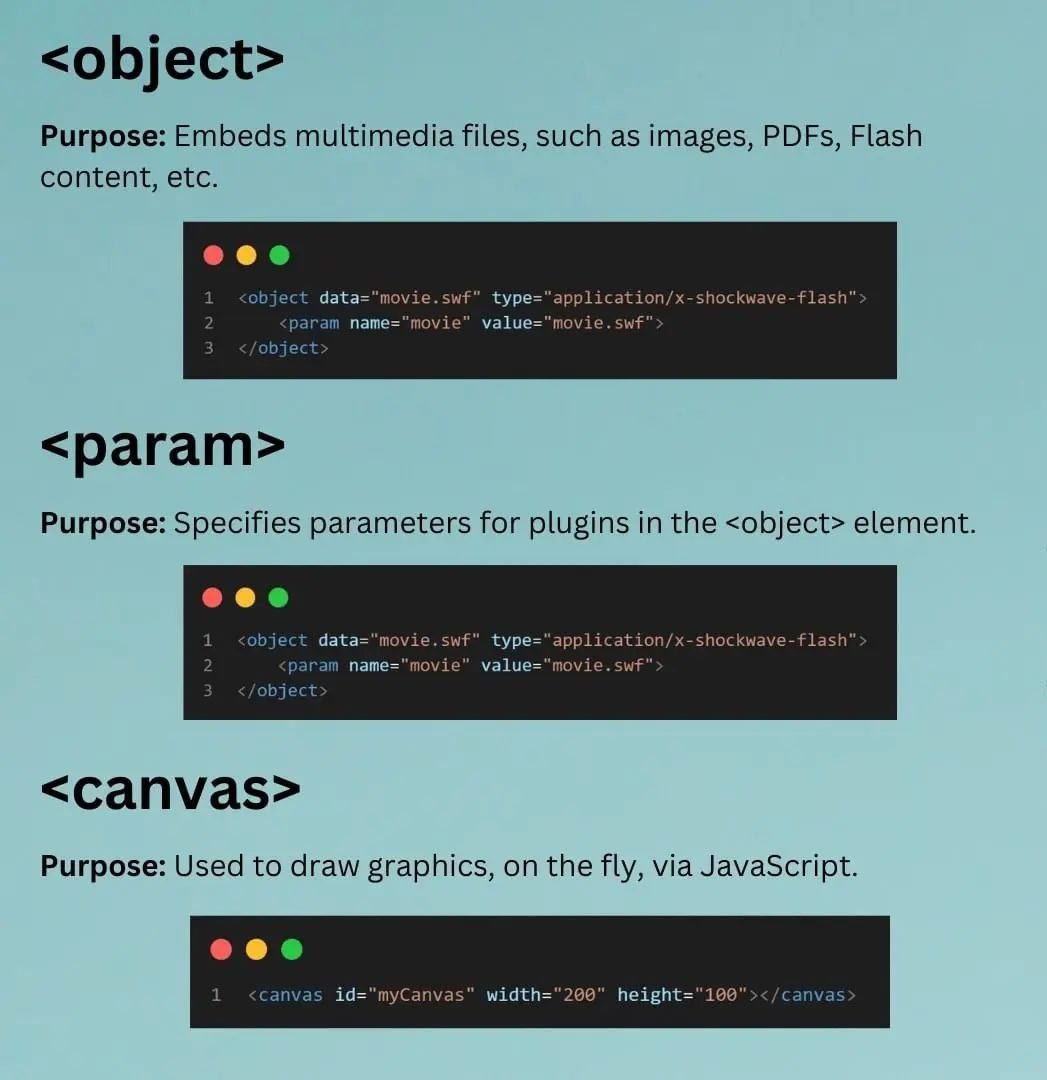 <object>
Purpose: Embeds multimedia files, such as images, PDFs, Flash
content, etc.
1 <object data="movie.swf" type="application/x-shockwave-flash">
2     <param name="movie" value="movie.swf">
3 </object>
<param>
Purpose: Specifies parameters for plugins in the <object> element.
1 <object data="movie.swf" type="application/x-shockwave-flash">
2     <param name="movie" value="movie.swf">
3 </object>
<canvas>
Purpose: Used to draw graphics, on the fly, via JavaScript.
1 <canvas id="myCanvas" width="200" height="100"></canvas>